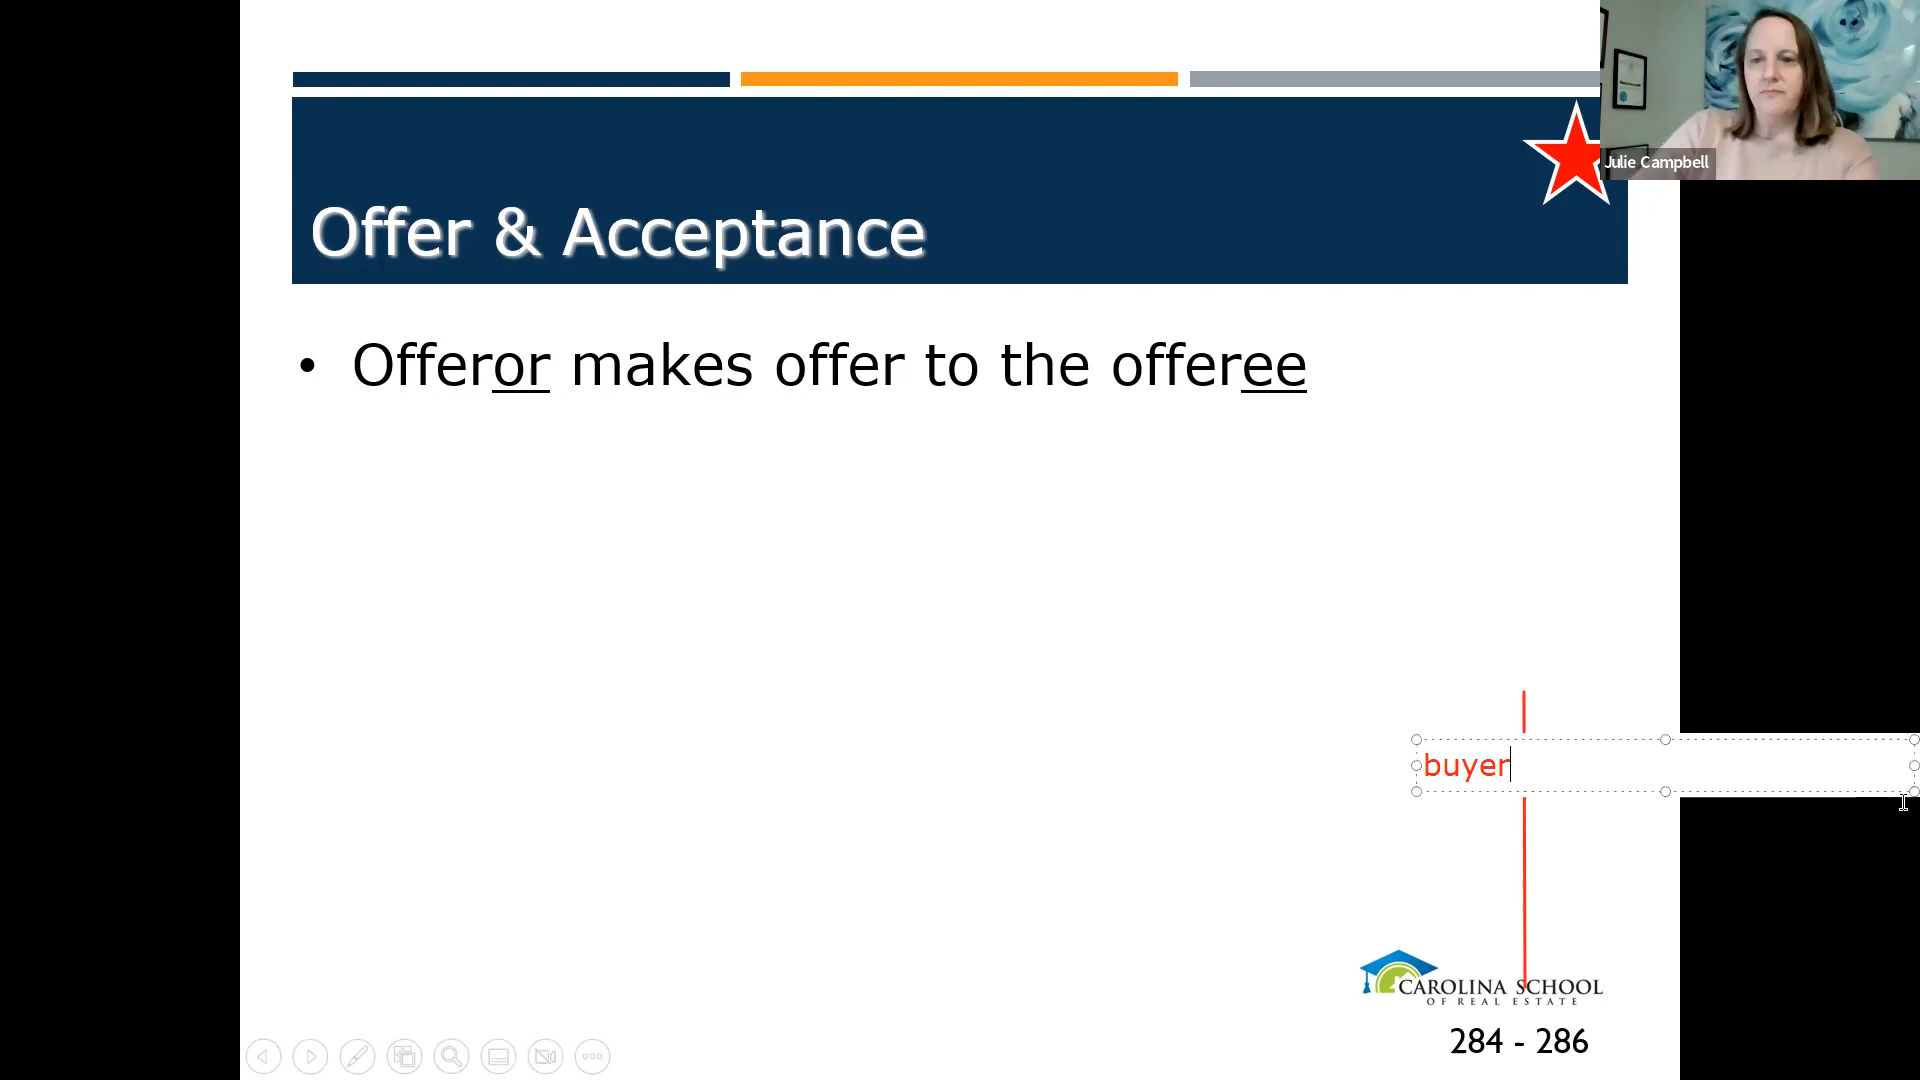 Julie Campbell
Offer & Acceptance
• Offeror makes offer to the offeree
buyer
CAROLINA SCHOOL
OF REAL ESTATE
284 - 286